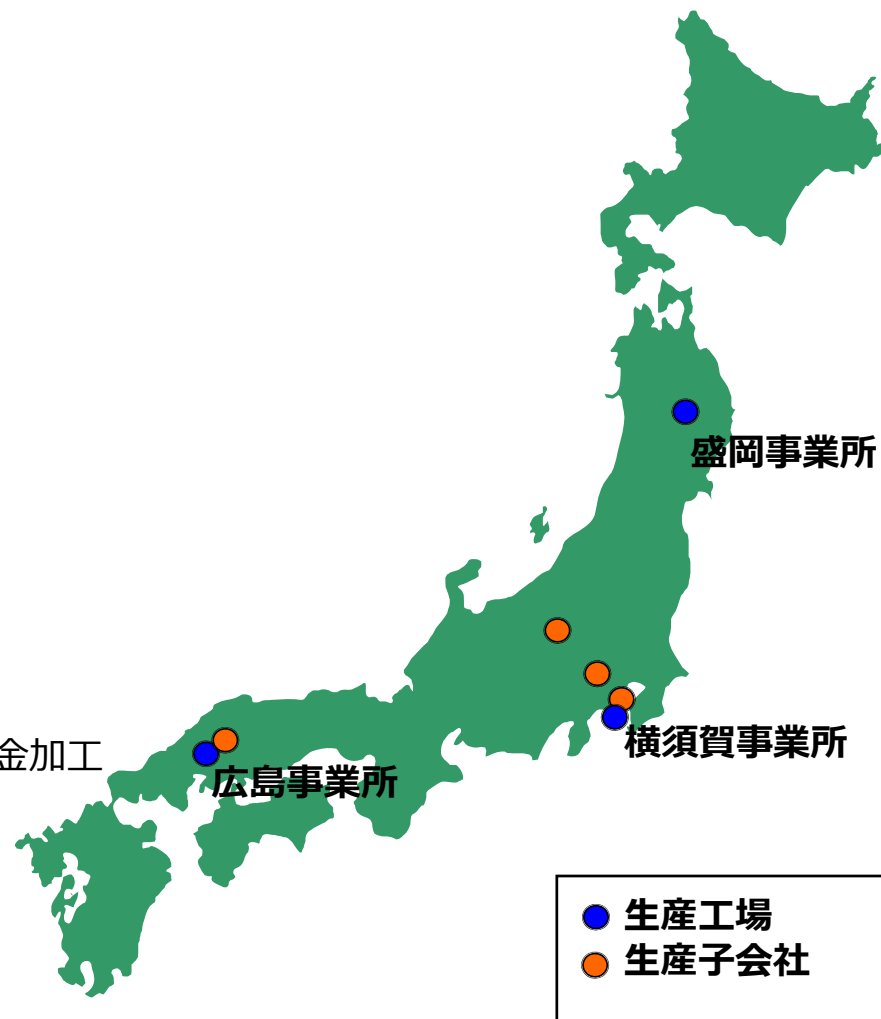 盛岡事業所
横須賀事業所
金加工
広島事業所
生産工場
生産子会社